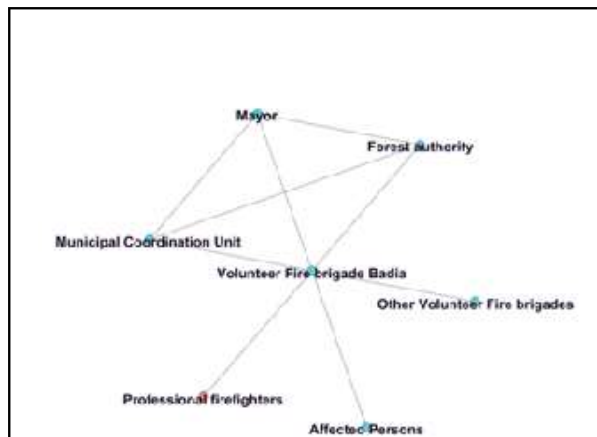 Mayor
Forest authority
Municipal Coordination Unit
Volunteer Fire brigade Badia
Other Volunteer Fire brigades
Professional firefighters
Affected Persons